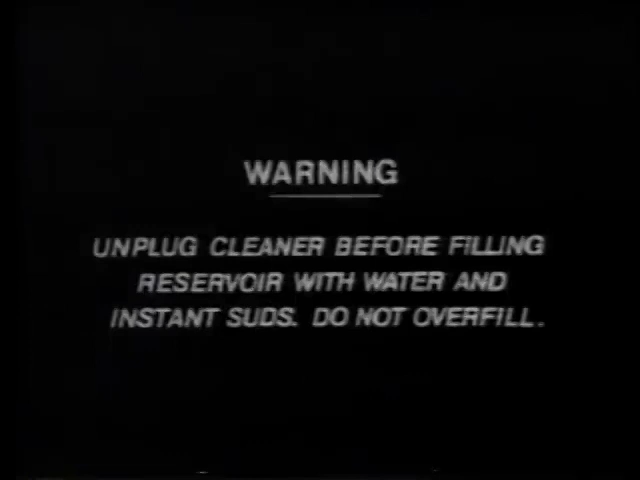 WARNING
UNPLUG CLEANER BEFORE FILLING
RESERVOIR WITH WATER AND
INSTANT SUDS. DO NOT OVERFILL.